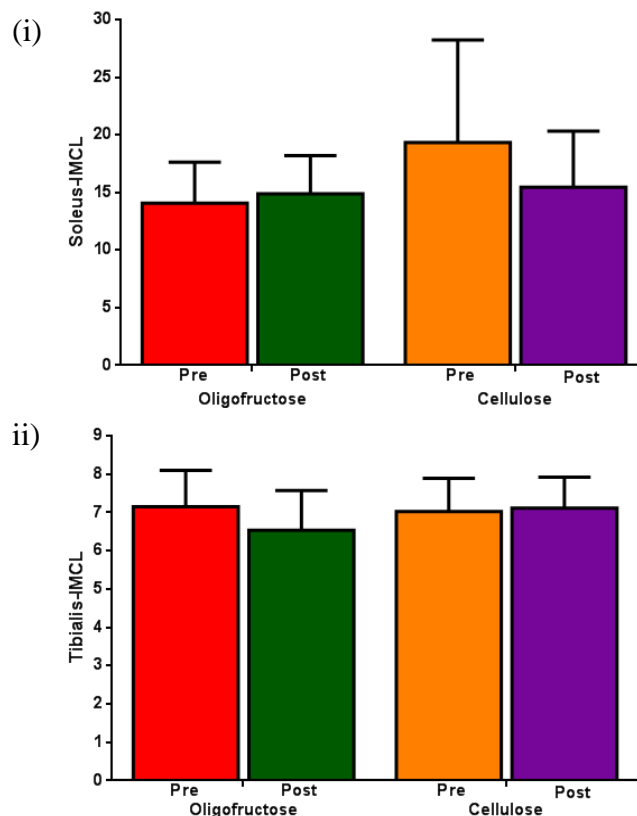 (i)
30
25
20
15
10
5
0
Soleus-IMCL
Pre Post Pre Post
Oligofructose Cellulose
ii)
9
8
7
6
5
4
3
2
1
0
Tibialis-IMCL
Pre Post Pre Post
Oligofructose Cellulose